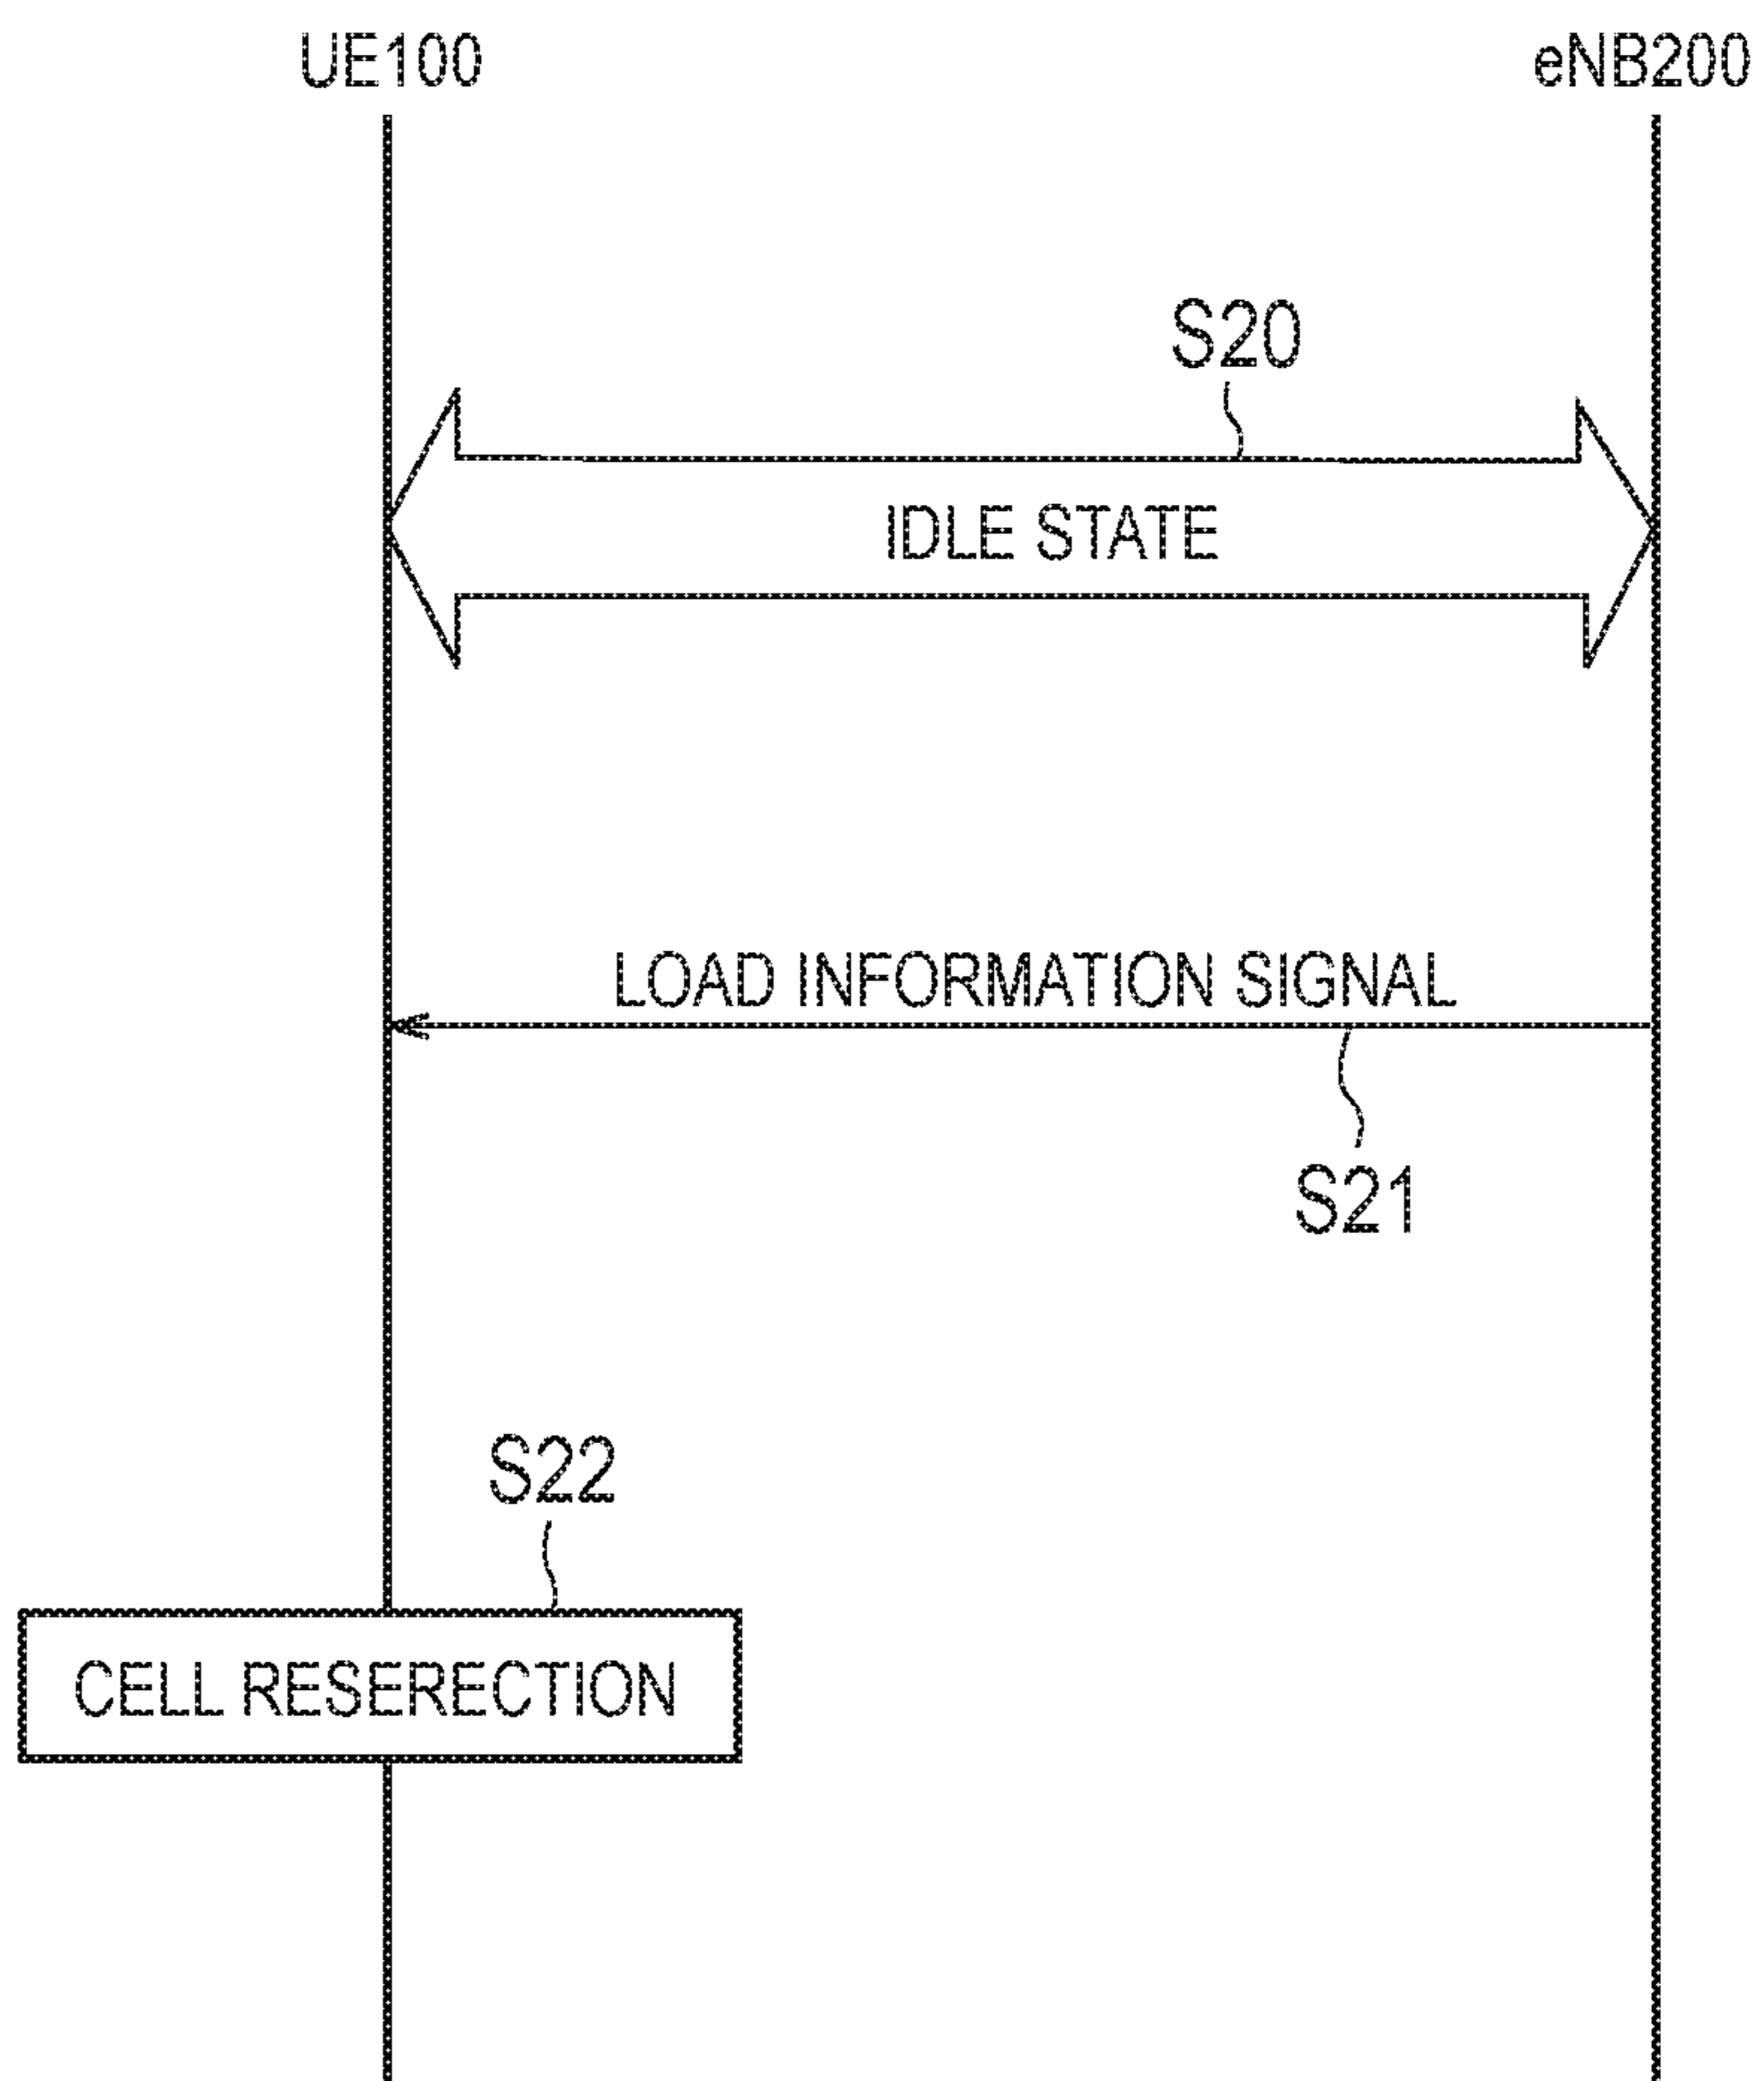 UE100
eNB200
S20
IDLE STATE
LOAD INFORMATION SIGNAL
S21
S22
CELL RESERECTION